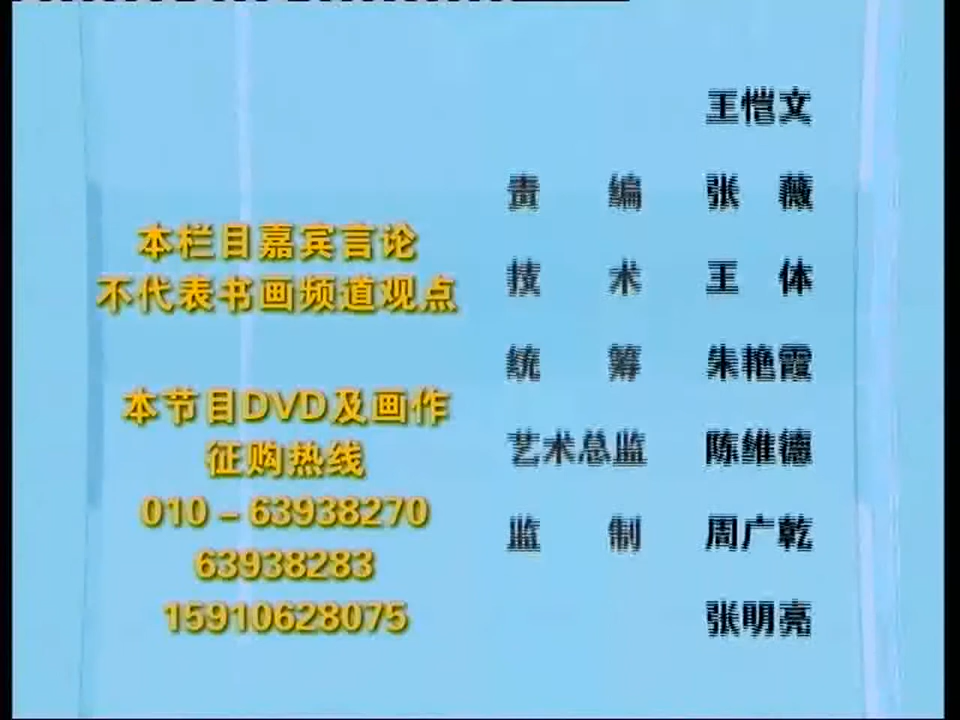 本栏目嘉宾言论
不代表书画频道观点
本节目DVD及画作
征购热线
010－63938270
63938283
15910628075
王恺文
责 编 张 薇
技 术 王 体
统 筹 朱艳霞
艺术总监 陈维德
监 制 周广乾
张明亮